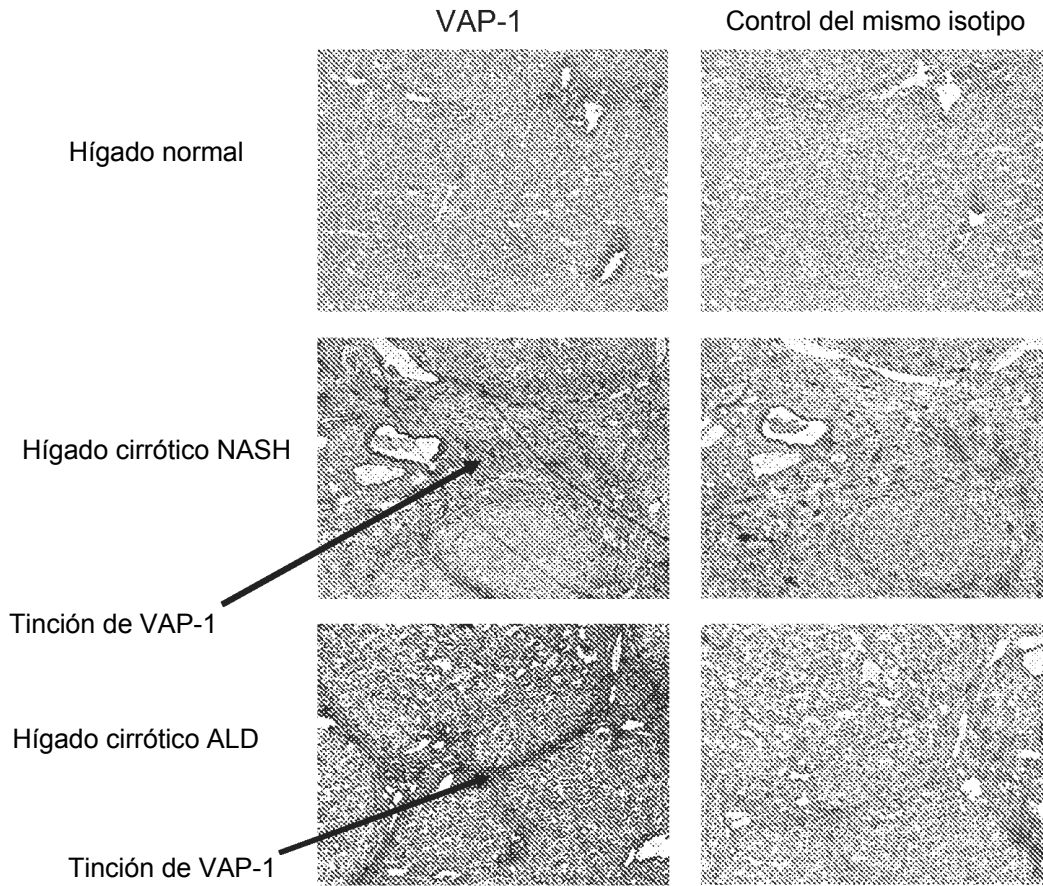 VAP-1
Control del mismo isotipo
Hígado normal
Hígado cirrótico NASH
Tinción de VAP-1
Hígado cirrótico ALD
Tinción de VAP-1